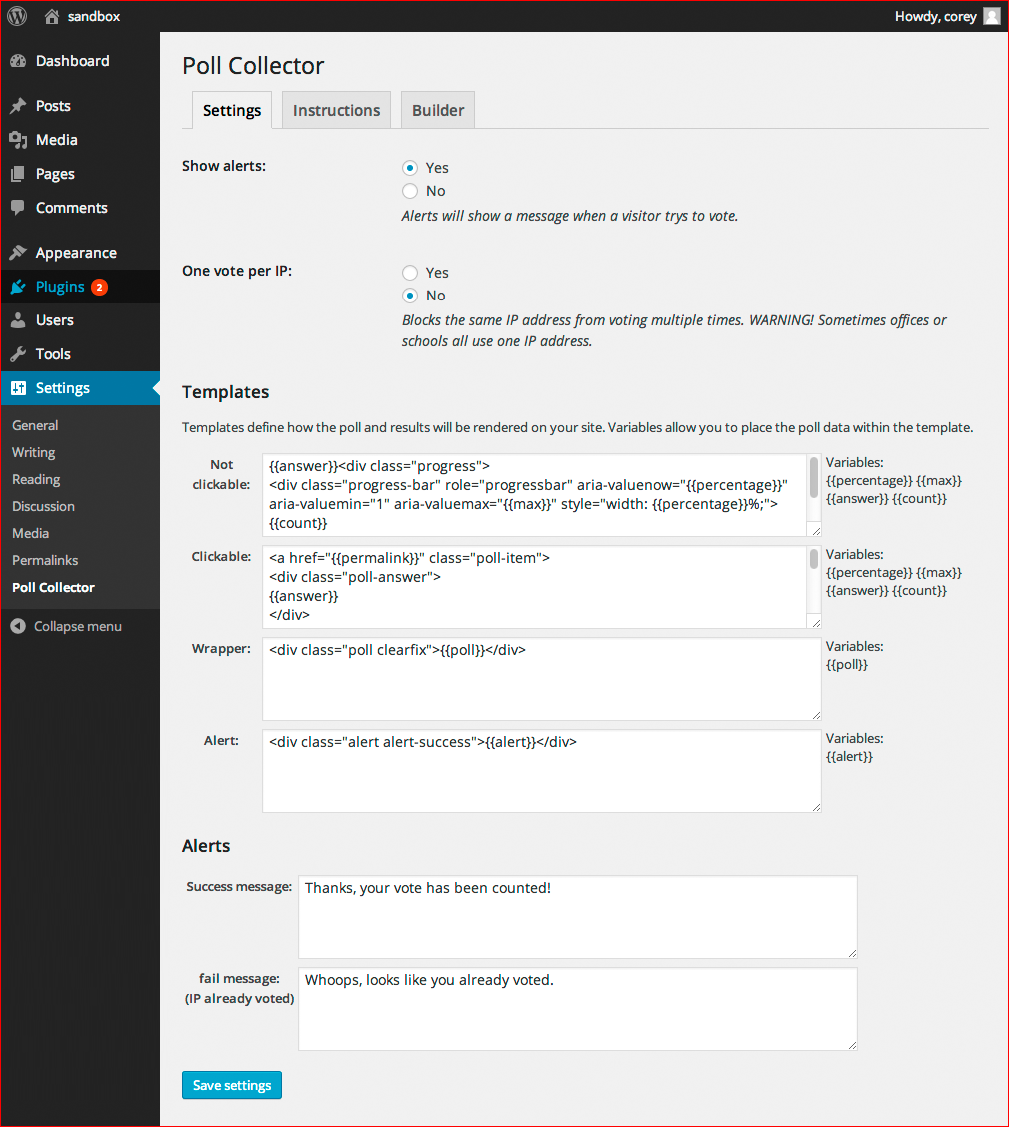 sandbox
Howdy, corey
Dashboard
Posts
Media
Pages
Comments
Appearance
Plugins 2
Users
Tools
Settings
General
Writing
Reading
Discussion
Media
Permalinks
Poll Collector
Collapse menu
Poll Collector
Settings
Instructions
Builder
Show alerts:
Yes
No
Alerts will show a message when a visitor trys to vote.
One vote per IP:
Yes
No
Blocks the same IP address from voting multiple times. WARNING! Sometimes offices or
schools all use one IP address.
Templates
Templates define how the poll and results will be rendered on your site. Variables allow you to place the poll data within the template.
Not
clickable:
{{answer}}<div class="progress">
<div class="progress-bar" role="progressbar" aria-valuenow="{{percentage}}"
aria-valuemin="1" aria-valuemax="{{max}}" style="width: {{percentage}}%;">
{{count}}
Variables:
{{percentage}} {{max}}
{{answer}} {{count}}
Clickable:
<a href="{{permalink}}" class="poll-item">
<div class="poll-answer">
{{answer}}
</div>
Variables:
{{percentage}} {{max}}
{{answer}} {{count}}
Wrapper:
<div class="poll clearfix">{{poll}}</div>
Variables:
{{poll}}
Alert:
<div class="alert alert-success">{{alert}}</div>
Variables:
{{alert}}
Alerts
Success message:
Thanks, your vote has been counted!
fail message:
(IP already voted)
Whoops, looks like you already voted.
Save settings